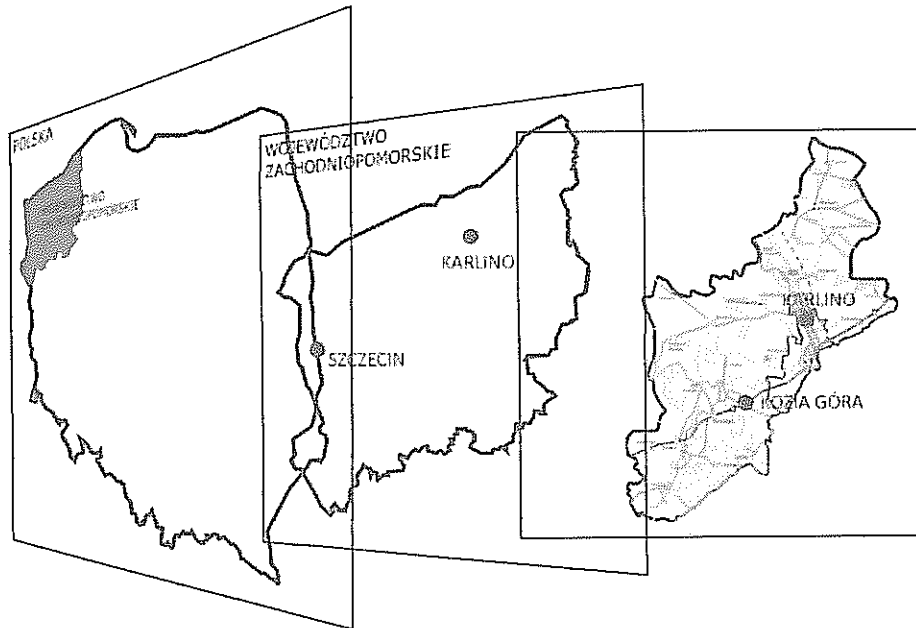 POLSKA
WOJEWÓDZTWO
ZACHODNIOPOMORSKIE
KARLINO
SZCZECIN
KARLINO
KOZIA GÓRA